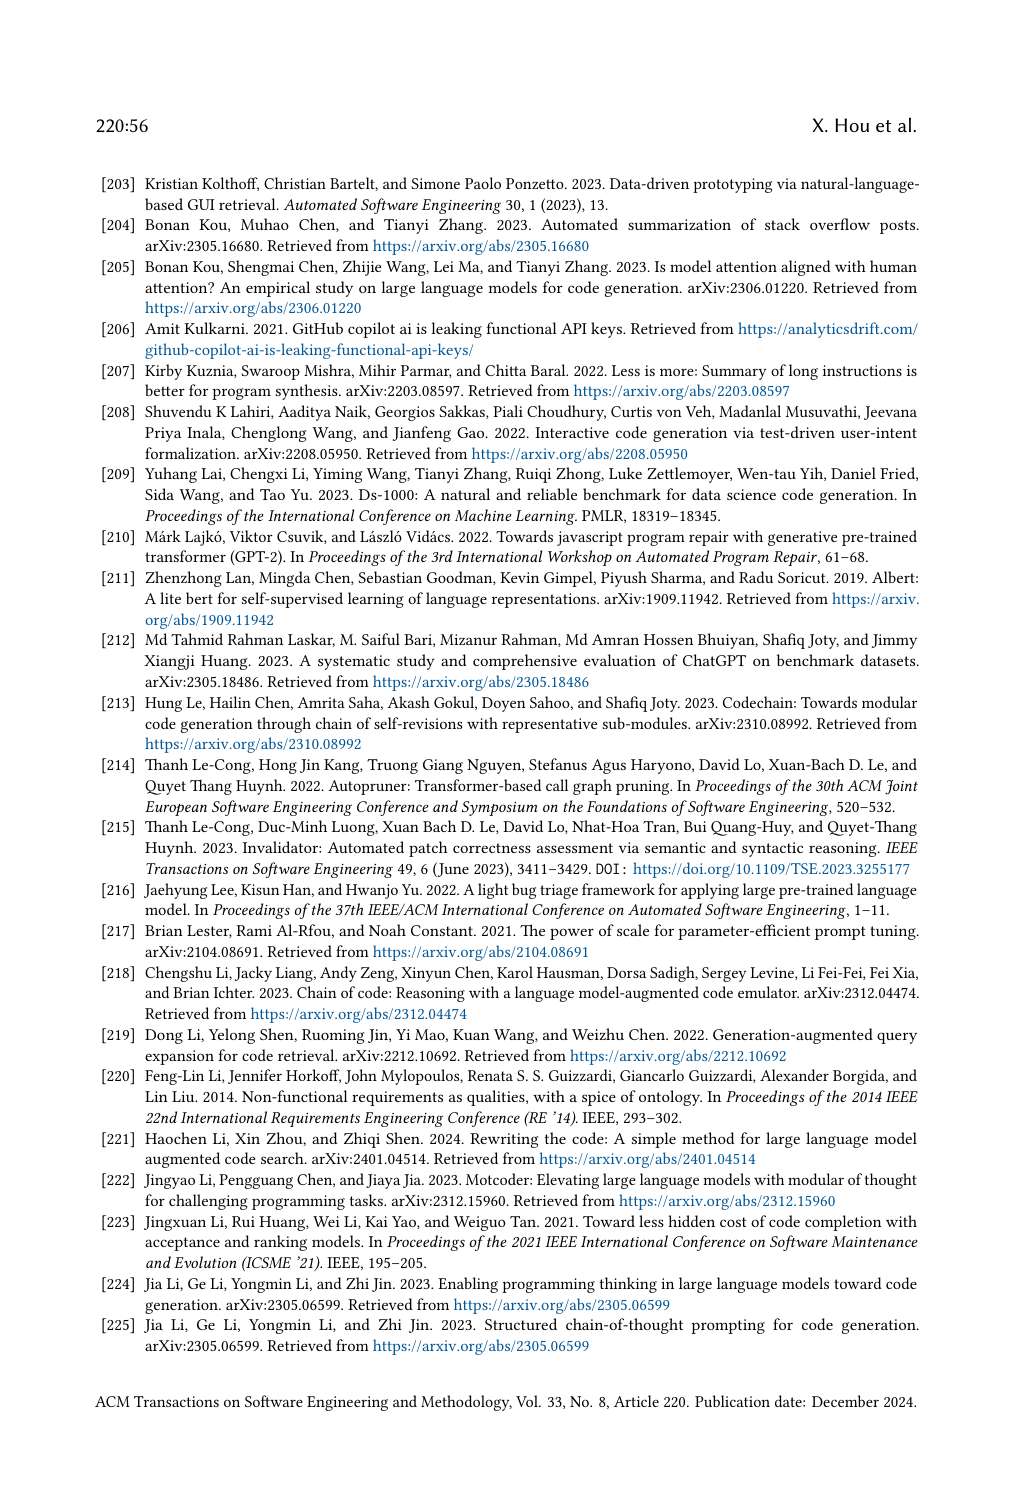 220:56
X. Hou et al.
[203] Kristian Kolthoff, Christian Bartelt, and Simone Paolo Ponzetto. 2023. Data-driven prototyping via natural-language-
based GUI retrieval. Automated Software Engineering 30, 1 (2023), 13.
[204] Bonan Kou, Muhao Chen, and Tianyi Zhang. 2023. Automated summarization of stack overflow posts.
arXiv:2305.16680. Retrieved from https://arxiv.org/abs/2305.16680
[205] Bonan Kou, Shengmai Chen, Zhijie Wang, Lei Ma, and Tianyi Zhang. 2023. Is model attention aligned with human
attention? An empirical study on large language models for code generation. arXiv:2306.01220. Retrieved from
https://arxiv.org/abs/2306.01220
[206] Amit Kulkarni. 2021. GitHub copilot ai is leaking functional API keys. Retrieved from https://analyticsdrift.com/
github-copilot-ai-is-leaking-functional-api-keys/
[207] Kirby Kuznia, Swaroop Mishra, Mihir Parmar, and Chitta Baral. 2022. Less is more: Summary of long instructions is
better for program synthesis. arXiv:2203.08597. Retrieved from https://arxiv.org/abs/2203.08597
[208] Shuvendu K Lahiri, Aaditya Naik, Georgios Sakkas, Piali Choudhury, Curtis von Veh, Madanlal Musuvathi, Jeevana
Priya Inala, Chenglong Wang, and Jianfeng Gao. 2022. Interactive code generation via test-driven user-intent
formalization. arXiv:2208.05950. Retrieved from https://arxiv.org/abs/2208.05950
[209] Yuhang Lai, Chengxi Li, Yiming Wang, Tianyi Zhang, Ruiqi Zhong, Luke Zettlemoyer, Wen-tau Yih, Daniel Fried,
Sida Wang, and Tao Yu. 2023. Ds-1000: A natural and reliable benchmark for data science code generation. In
Proceedings of the International Conference on Machine Learning. PMLR, 18319–18345.
[210] Márk Lajkó, Viktor Csuvik, and László Vidács. 2022. Towards javascript program repair with generative pre-trained
transformer (GPT-2). In Proceedings of the 3rd International Workshop on Automated Program Repair, 61–68.
[211] Zhenzhong Lan, Mingda Chen, Sebastian Goodman, Kevin Gimpel, Piyush Sharma, and Radu Soricut. 2019. Albert:
A lite bert for self-supervised learning of language representations. arXiv:1909.11942. Retrieved from https://arxiv.
org/abs/1909.11942
[212] Md Tahmid Rahman Laskar, M. Saiful Bari, Mizanur Rahman, Md Amran Hossen Bhuiyan, Shafiq Joty, and Jimmy
Xiangji Huang. 2023. A systematic study and comprehensive evaluation of ChatGPT on benchmark datasets.
arXiv:2305.18486. Retrieved from https://arxiv.org/abs/2305.18486
[213] Hung Le, Hailin Chen, Amrita Saha, Akash Gokul, Doyen Sahoo, and Shafiq Joty. 2023. Codechain: Towards modular
code generation through chain of self-revisions with representative sub-modules. arXiv:2310.08992. Retrieved from
https://arxiv.org/abs/2310.08992
[214] Thanh Le-Cong, Hong Jin Kang, Truong Giang Nguyen, Stefanus Agus Haryono, David Lo, Xuan-Bach D. Le, and
Quyet Thang Huynh. 2022. Autopruner: Transformer-based call graph pruning. In Proceedings of the 30th ACM Joint
European Software Engineering Conference and Symposium on the Foundations of Software Engineering, 520–532.
[215] Thanh Le-Cong, Duc-Minh Luong, Xuan Bach D. Le, David Lo, Nhat-Hoa Tran, Bui Quang-Huy, and Quyet-Thang
Huynh. 2023. Invalidator: Automated patch correctness assessment via semantic and syntactic reasoning. IEEE
Transactions on Software Engineering 49, 6 (June 2023), 3411–3429. DOI: https://doi.org/10.1109/TSE.2023.3255177
[216] Jaehyung Lee, Kisun Han, and Hwanjo Yu. 2022. A light bug triage framework for applying large pre-trained language
model. In Proceedings of the 37th IEEE/ACM International Conference on Automated Software Engineering, 1–11.
[217] Brian Lester, Rami Al-Rfou, and Noah Constant. 2021. The power of scale for parameter-efficient prompt tuning.
arXiv:2104.08691. Retrieved from https://arxiv.org/abs/2104.08691
[218] Chengshu Li, Jacky Liang, Andy Zeng, Xinyun Chen, Karol Hausman, Dorsa Sadigh, Sergey Levine, Li Fei-Fei, Fei Xia,
and Brian Ichter. 2023. Chain of code: Reasoning with a language model-augmented code emulator. arXiv:2312.04474.
Retrieved from https://arxiv.org/abs/2312.04474
[219] Dong Li, Yelong Shen, Ruoming Jin, Yi Mao, Kuan Wang, and Weizhu Chen. 2022. Generation-augmented query
expansion for code retrieval. arXiv:2212.10692. Retrieved from https://arxiv.org/abs/2212.10692
[220] Feng-Lin Li, Jennifer Horkoff, John Mylopoulos, Renata S. S. Guizzardi, Giancarlo Guizzardi, Alexander Borgida, and
Lin Liu. 2014. Non-functional requirements as qualities, with a spice of ontology. In Proceedings of the 2014 IEEE
22nd International Requirements Engineering Conference (RE ’14). IEEE, 293–302.
[221] Haochen Li, Xin Zhou, and Zhiqi Shen. 2024. Rewriting the code: A simple method for large language model
augmented code search. arXiv:2401.04514. Retrieved from https://arxiv.org/abs/2401.04514
[222] Jingyao Li, Pengguang Chen, and Jiaya Jia. 2023. Motcoder: Elevating large language models with modular of thought
for challenging programming tasks. arXiv:2312.15960. Retrieved from https://arxiv.org/abs/2312.15960
[223] Jingxuan Li, Rui Huang, Wei Li, Kai Yao, and Weiguo Tan. 2021. Toward less hidden cost of code completion with
acceptance and ranking models. In Proceedings of the 2021 IEEE International Conference on Software Maintenance
and Evolution (ICSME ’21). IEEE, 195–205.
[224] Jia Li, Ge Li, Yongmin Li, and Zhi Jin. 2023. Enabling programming thinking in large language models toward code
generation. arXiv:2305.06599. Retrieved from https://arxiv.org/abs/2305.06599
[225] Jia Li, Ge Li, Yongmin Li, and Zhi Jin. 2023. Structured chain-of-thought prompting for code generation.
arXiv:2305.06599. Retrieved from https://arxiv.org/abs/2305.06599
ACM Transactions on Software Engineering and Methodology, Vol. 33, No. 8, Article 220. Publication date: December 2024.